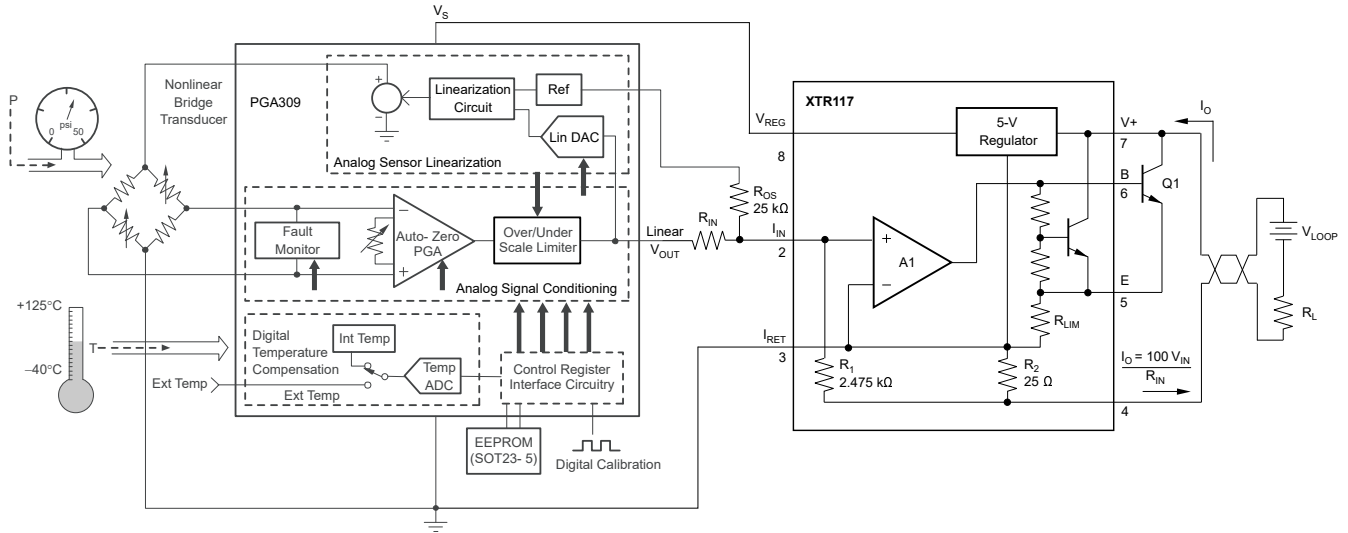 V_S
P
0 psi 50
Nonlinear
Bridge
Transducer
PGA309
+
−
Linearization
Circuit
Ref
Lin DAC
Analog Sensor Linearization
Fault
Monitor
−
Auto- Zero
PGA
+
Over/Under
Scale Limiter
Analog Signal Conditioning
Linear
V_OUT
R_IN
R_OS
25 kΩ
+125°C
T
−40°C
Ext Temp
Digital
Temperature
Compensation
Int Temp
Ext Temp
Temp
ADC
Control Register
Interface Circuitry
EEPROM
(SOT23- 5)
Digital Calibration
XTR117
V_REG
8
5-V
Regulator
V+
7
I_O
B
6
Q1
I_IN
2
+
A1
−
E
5
R_LIM
I_RET
3
R_1
2.475 kΩ
R_2
25 Ω
I_O = 100 V_IN
R_IN
4
V_LOOP
R_L